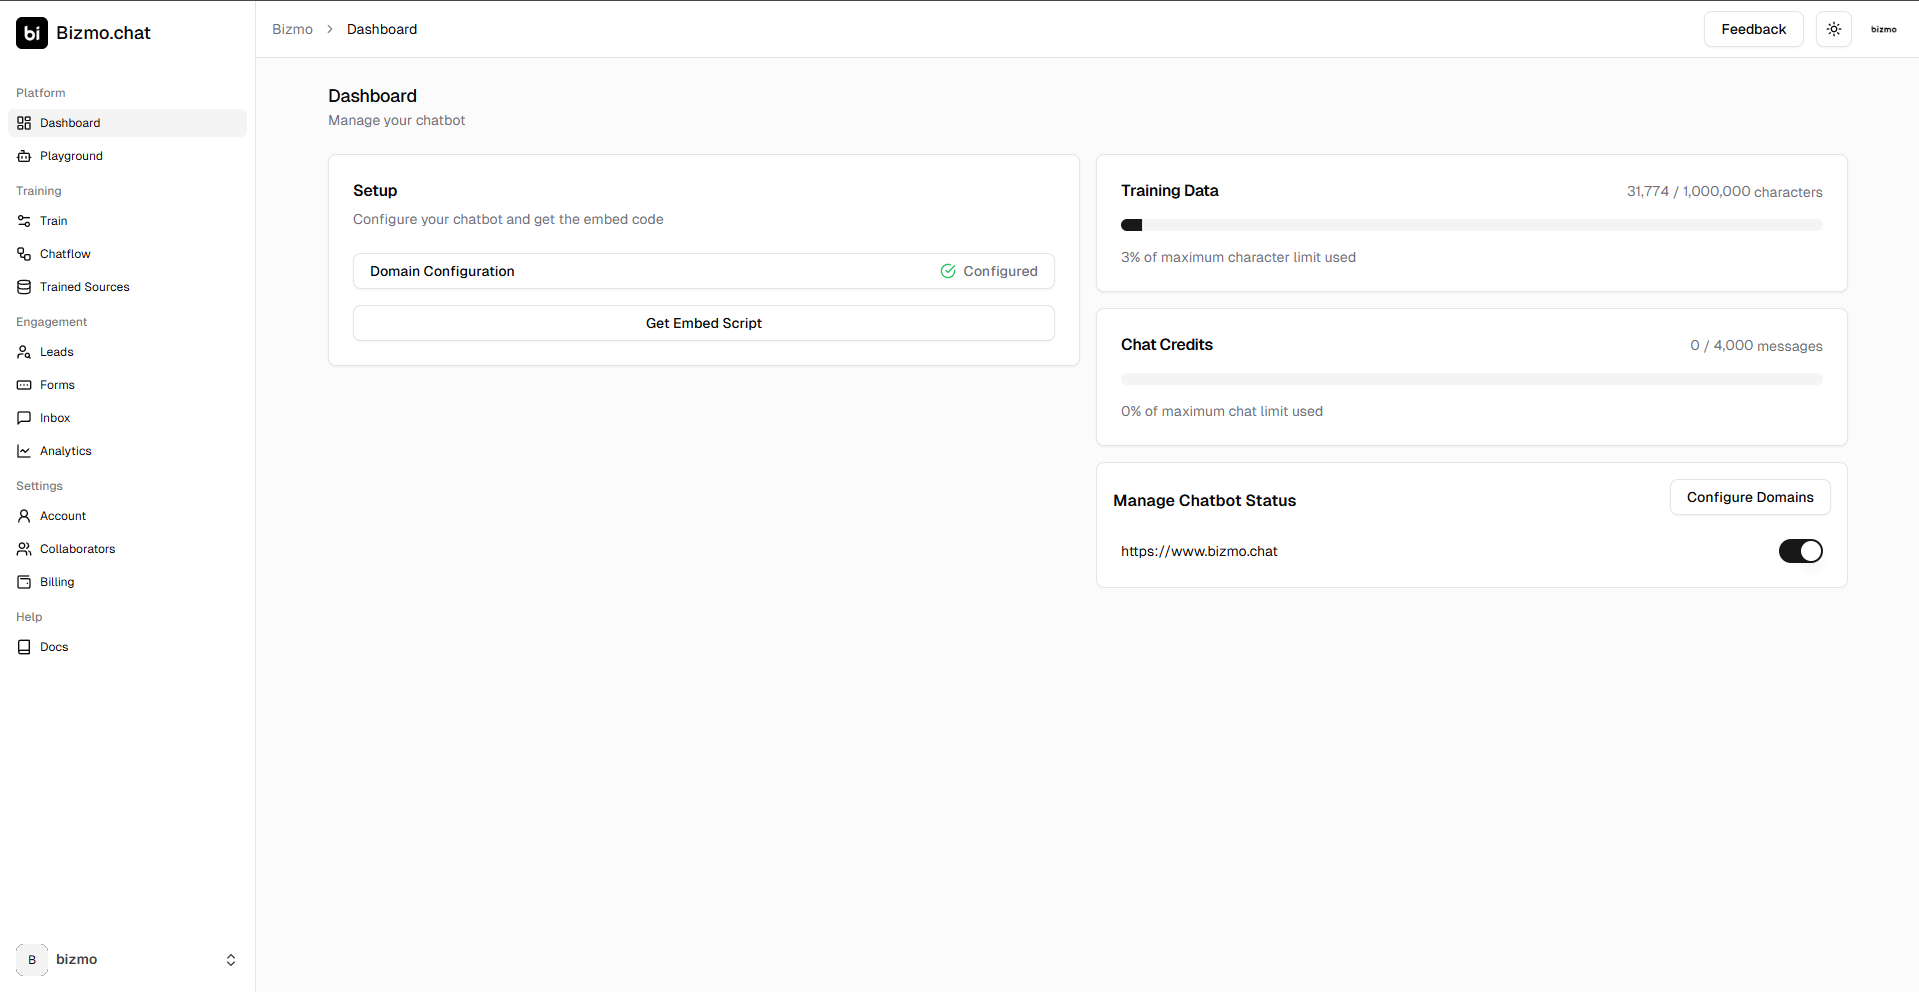 bi Bizmo.chat
Platform
Dashboard
Playground
Training
Train
Chatflow
Trained Sources
Engagement
Leads
Forms
Inbox
Analytics
Settings
Account
Collaborators
Billing
Help
Docs
B bizmo
Bizmo > Dashboard
Feedback
bizmo
Dashboard
Manage your chatbot
Setup
Configure your chatbot and get the embed code
Domain Configuration Configured
Get Embed Script
Training Data 31,774 / 1,000,000 characters
3% of maximum character limit used
Chat Credits 0 / 4,000 messages
0% of maximum chat limit used
Manage Chatbot Status Configure Domains
https://www.bizmo.chat